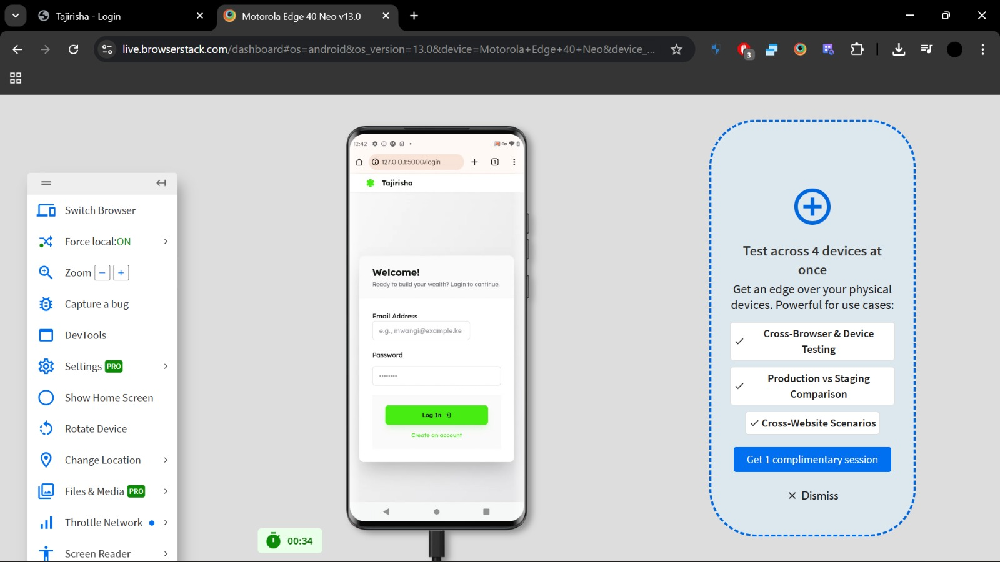 Tajirisha - Login
Motorola Edge 40 Neo v13.0
live.browserstack.com/dashboard#os=android&os_version=13.0&device=Motorola+Edge+40+Neo&device_...
3
Switch Browser
Force local:ON
Zoom − +
Capture a bug
DevTools
Settings PRO
Show Home Screen
Rotate Device
Change Location
Files & Media PRO
Throttle Network
Screen Reader
00:34
12:42
127.0.0.1:5000/login
1
Tajirisha
Welcome!
Ready to build your wealth? Login to continue.
Email Address
e.g., mwangi@example.ke
Password
••••••••
Log In
Create an account
Test across 4 devices at
once
Get an edge over your physical
devices. Powerful for use cases:
Cross-Browser & Device
Testing
Production vs Staging
Comparison
Cross-Website Scenarios
Get 1 complimentary session
Dismiss